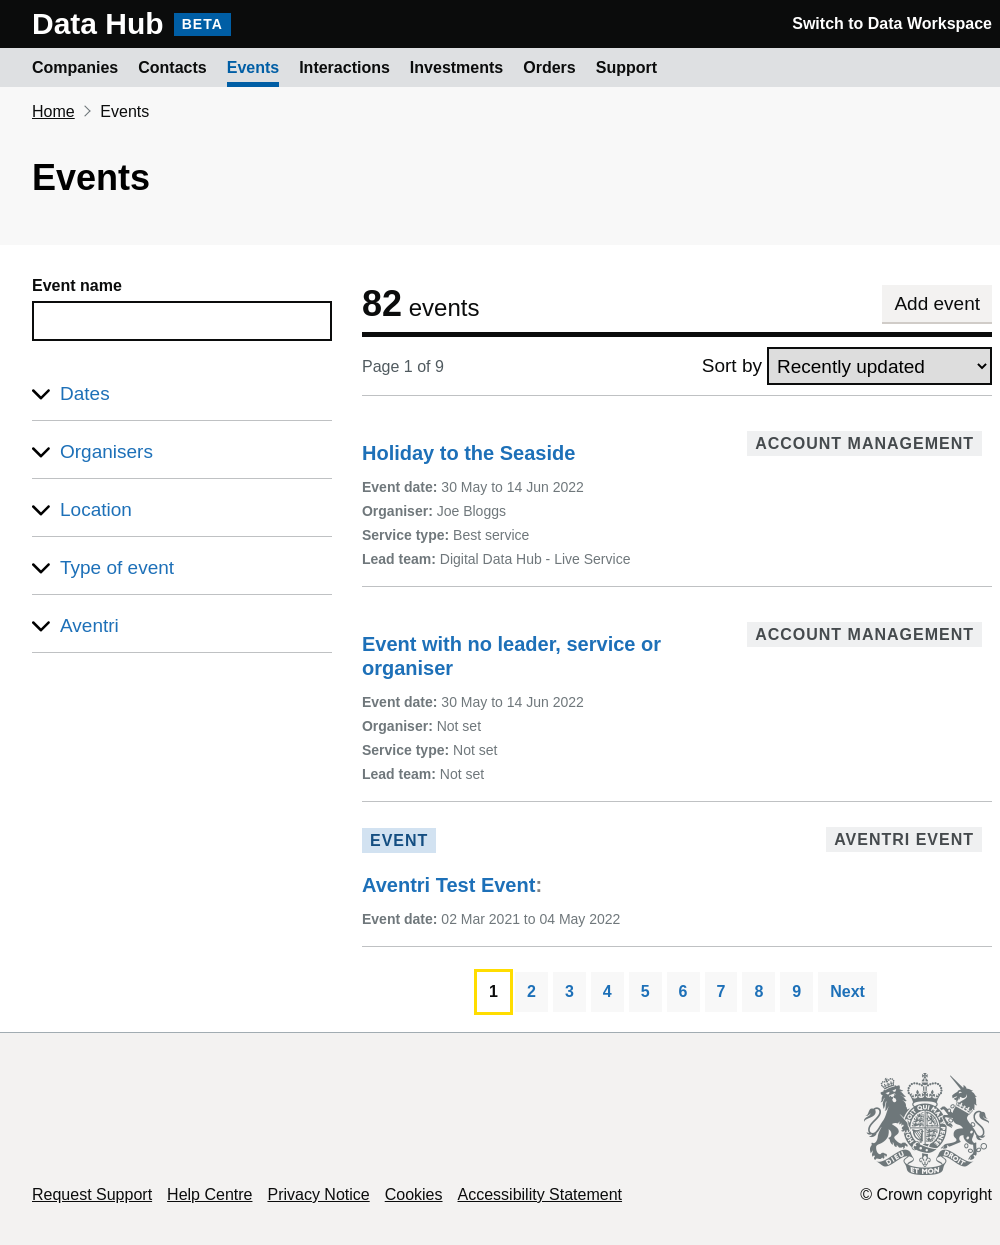 Data Hub BETA
Switch to Data Workspace
Companies Contacts Events Interactions Investments Orders Support
Home Events
Events
Event name
Dates
Organisers
Location
Type of event
Aventri
82 events
Add event
Page 1 of 9
Sort by Recently updated
ACCOUNT MANAGEMENT
Holiday to the Seaside
Event date: 30 May to 14 Jun 2022
Organiser: Joe Bloggs
Service type: Best service
Lead team: Digital Data Hub - Live Service
ACCOUNT MANAGEMENT
Event with no leader, service or
organiser
Event date: 30 May to 14 Jun 2022
Organiser: Not set
Service type: Not set
Lead team: Not set
EVENT
AVENTRI EVENT
Aventri Test Event:
Event date: 02 Mar 2021 to 04 May 2022
1 2 3 4 5 6 7 8 9 Next
DIEU ET MON DROIT
Request Support Help Centre Privacy Notice Cookies Accessibility Statement
© Crown copyright